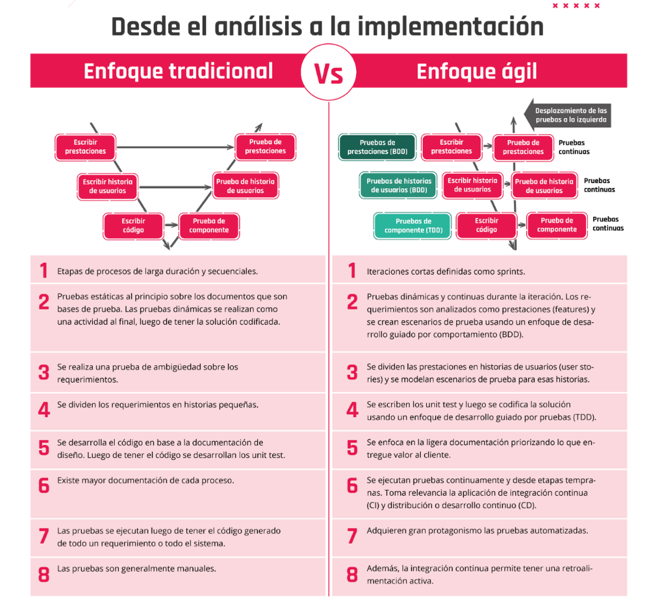 Desde el análisis a la implementación
Enfoque tradicional
Vs
Enfoque ágil
Escribir
prestaciones
Prueba de
prestaciones
Escribir historia
de usuarios
Prueba de historia
de usuarios
Escribir
código
Prueba de
componente
Desplazamiento de las
pruebas a la izquierda
Pruebas de
prestaciones (BDD)
Escribir
prestaciones
Prueba de
prestaciones
Pruebas
continuas
Pruebas de historias
de usuarios (BDD)
Escribir historia
de usuarios
Prueba de historia
de usuarios
Pruebas
continuas
Pruebas de
componente (TDD)
Escribir
código
Prueba de
componente
Pruebas
continuas
1 Etapas de procesos de larga duración y secuenciales.
1 Iteraciones cortas definidas como sprints.
2 Pruebas estáticas al principio sobre los documentos que son
bases de prueba. Las pruebas dinámicas se realizan como
una actividad al final, luego de tener la solución codificada.
2 Pruebas dinámicas y continuas durante la iteración. Los re-
querimientos son analizados como prestaciones (features) y
se crean escenarios de prueba usando un enfoque de desa-
rrollo guiado por comportamiento (BDD).
3 Se realiza una prueba de ambigüedad sobre los
requerimientos.
3 Se dividen las prestaciones en historias de usuarios (user sto-
ries) y se modelan escenarios de prueba para esas historias.
4 Se dividen los requerimientos en historias pequeñas.
4 Se escriben los unit test y luego se codifica la solución
usando un enfoque de desarrollo guiado por pruebas (TDD).
5 Se desarrolla el código en base a la documentación de
diseño. Luego de tener el código se desarrollan los unit test.
5 Se enfoca en la ligera documentación priorizando lo que en-
tregue valor al cliente.
6 Existe mayor documentación de cada proceso.
6 Se ejecutan pruebas continuamente y desde etapas tempra-
nas. Toma relevancia la aplicación de integración continua
(CI) y distribución o desarrollo continuo (CD).
7 Las pruebas se ejecutan luego de tener el código generado
de todo un requerimiento o todo el sistema.
7 Adquieren gran protagonismo las pruebas automatizadas.
8 Las pruebas son generalmente manuales.
8 Además, la integración continua permite tener una retroali-
mentación activa.